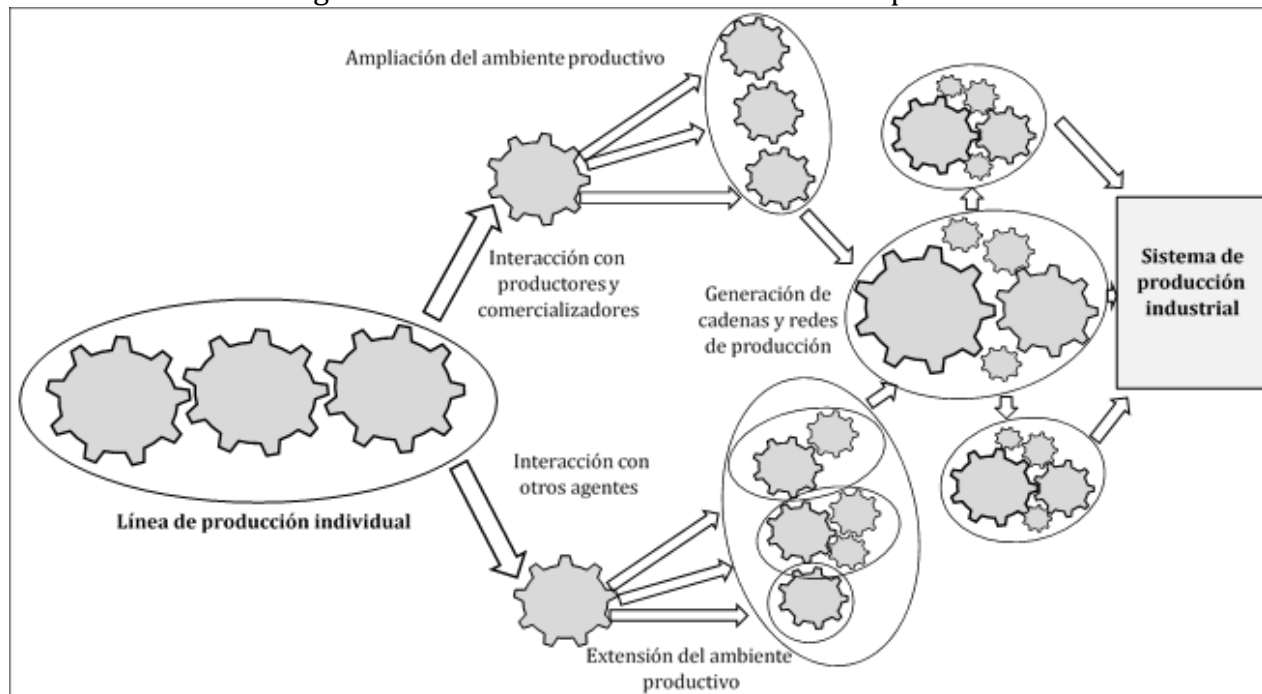 Ampliación del ambiente productivo
Interacción con
productores y
comercializadores
Generación de
cadenas y redes
de producción
Sistema de
producción
industrial
Línea de producción individual
Interacción con
otros agentes
Extensión del ambiente
productivo